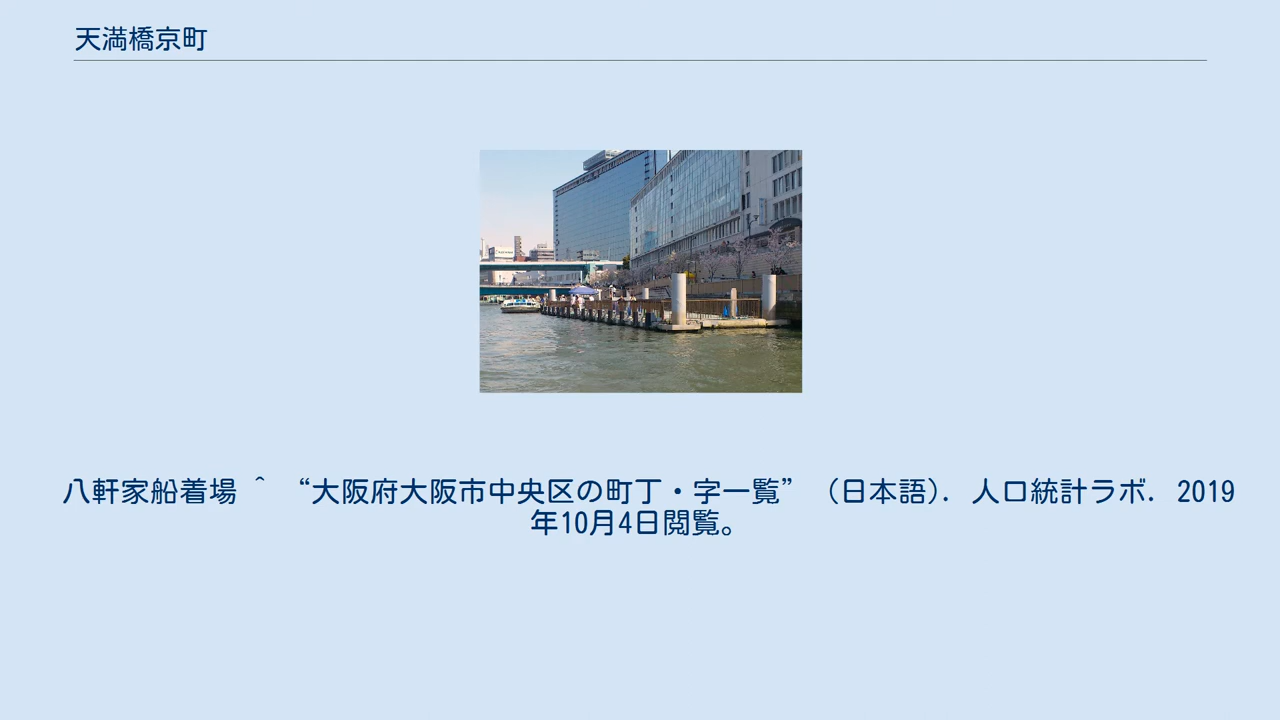 天満橋京町
八軒家船着場 ^ “大阪府大阪市中央区の町丁・字一覧” (日本語). 人口統計ラボ. 2019
年10月4日閲覧。